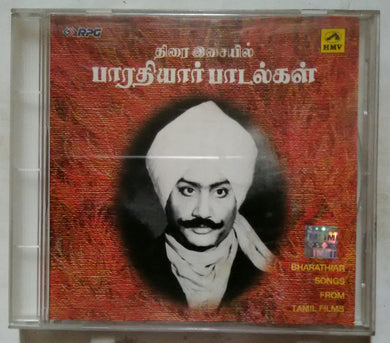 RPG
HMV
திரை இசையில்
பாரதியார் பாடல்கள்
BHARATHIAR
SONGS
FROM
TAMIL FILMS